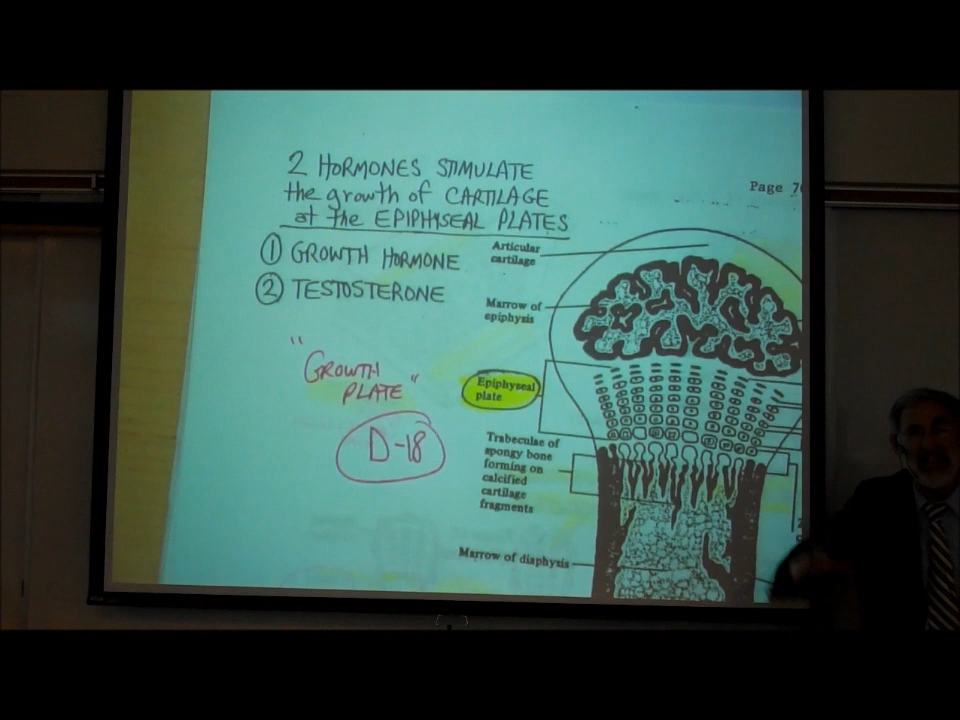 2 HORMONES STIMULATE
the growth of CARTILAGE
at the EPIPHYSEAL PLATES
① GROWTH HORMONE
② TESTOSTERONE
"GROWTH
PLATE"
D-18
Page
Articular
cartilage
Marrow of
epiphysis
Epiphyseal
plate
Trabeculae of
spongy bone
forming on
calcified
cartilage
fragments
Marrow of diaphysis